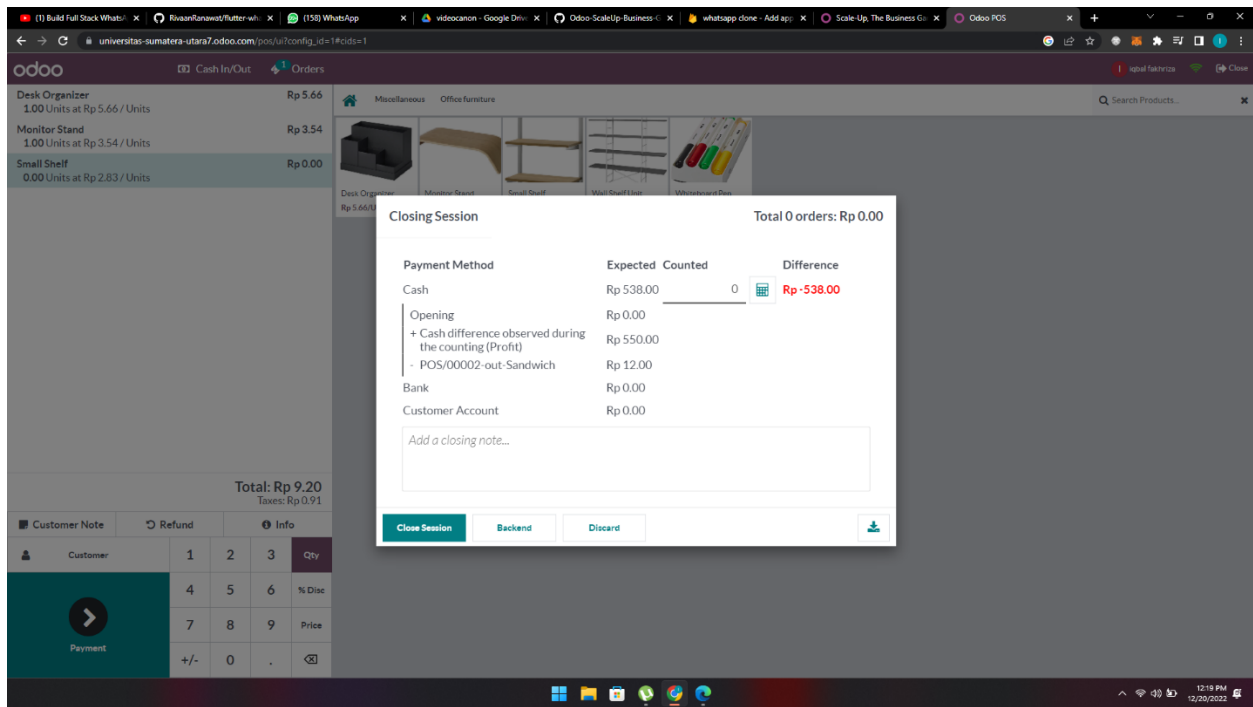 (1) Build Full Stack WhatsA
RivaanRanawat/flutter-wh
(158) WhatsApp
videocanon - Google Drive
Odoo-ScaleUp-Business-G
whatsapp clone - Add app
Scale-Up, The Business Ga
Odoo POS
universitas-sumatera-utara7.odoo.com/pos/ui?config_id=1#cids=1
odoo
Cash In/Out
1
Orders
I
iqbal fakhriza
Close
Desk Organizer Rp 5.66
1.00 Units at Rp 5.66 / Units
Monitor Stand Rp 3.54
1.00 Units at Rp 3.54 / Units
Small Shelf Rp 0.00
0.00 Units at Rp 2.83 / Units
Miscellaneous Office furniture
Search Products...
Desk Organizer Monitor Stand Small Shelf Wall Shelf Unit Whiteboard Pen
Rp 5.66/U
Closing Session Total 0 orders: Rp 0.00
Payment Method Expected Counted Difference
Cash Rp 538.00 0 Rp -538.00
Opening Rp 0.00
+ Cash difference observed during
the counting (Profit) Rp 550.00
- POS/00002-out-Sandwich Rp 12.00
Bank Rp 0.00
Customer Account Rp 0.00
Add a closing note...
Close Session Backend Discard
Total: Rp 9.20
Taxes: Rp 0.91
Customer Note Refund Info
Customer 1 2 3 Qty
4 5 6 % Disc
7 8 9 Price
Payment
+/- 0 .
12:19 PM
12/20/2022